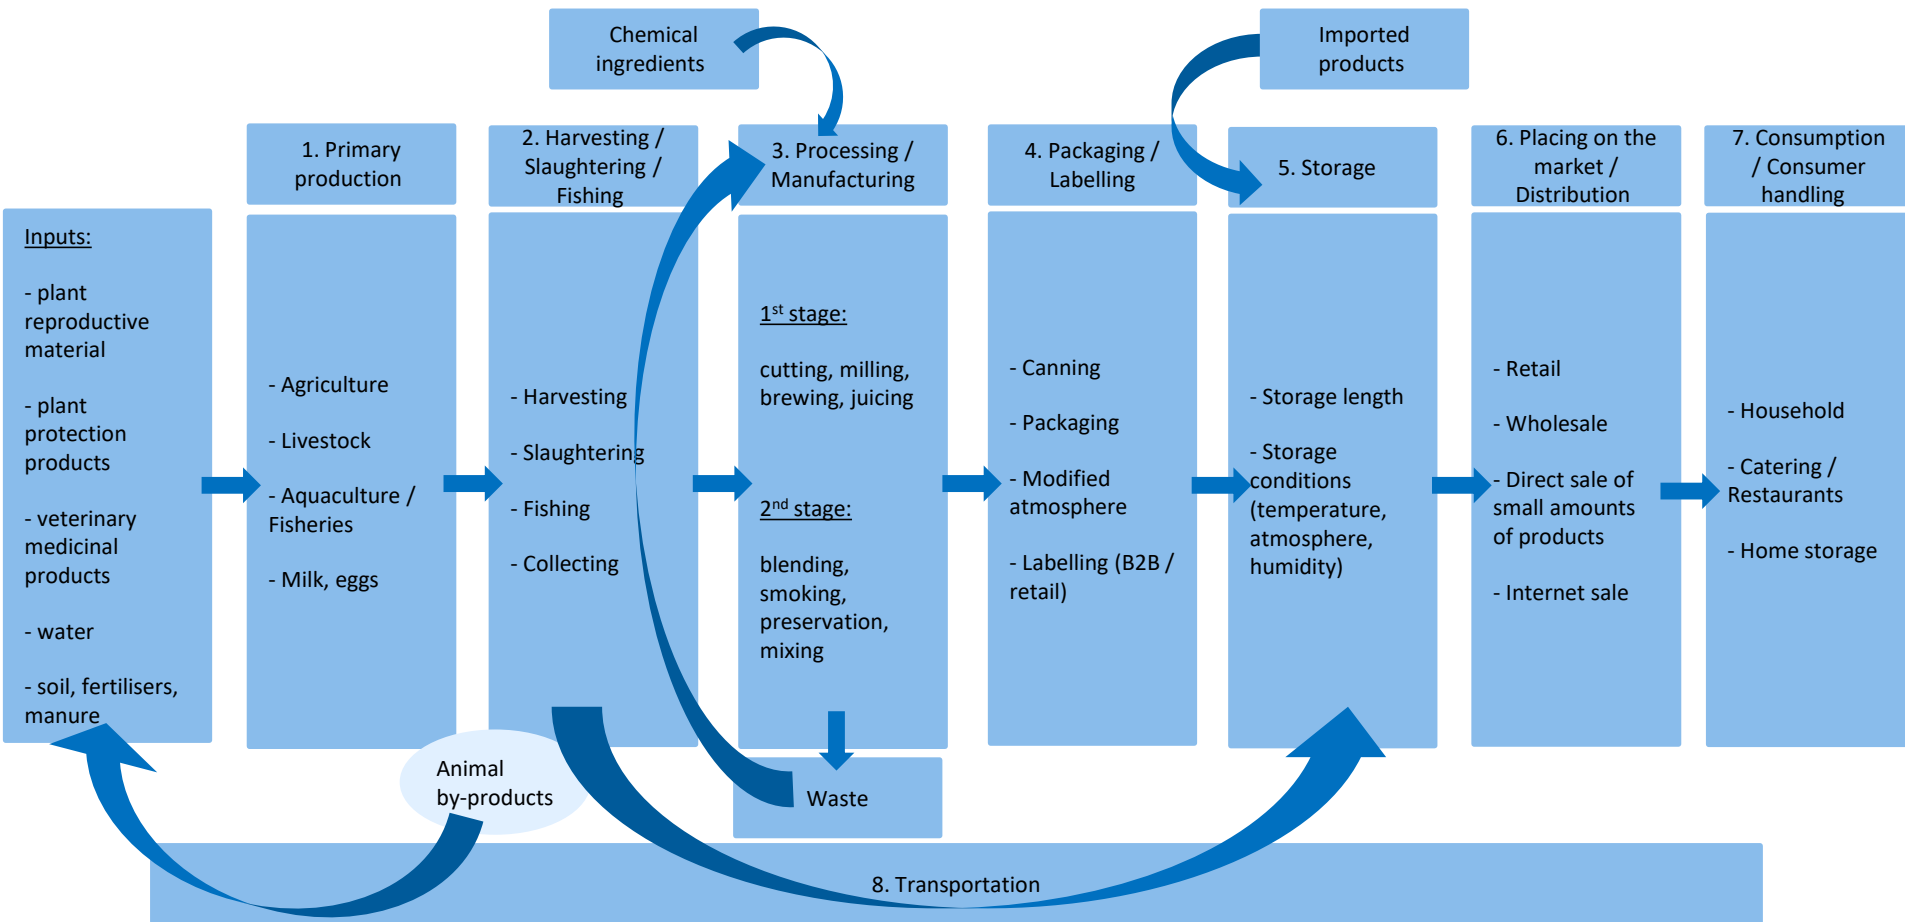 Chemical
ingredients
Imported
products
1. Primary
production
2. Harvesting /
Slaughtering /
Fishing
3. Processing /
Manufacturing
4. Packaging /
Labelling
5. Storage
6. Placing on the
market /
Distribution
7. Consumption
/ Consumer
handling
Inputs:
- plant
reproductive
material
- plant
protection
products
- veterinary
medicinal
products
- water
- soil, fertilisers,
manure
- Agriculture
- Livestock
- Aquaculture /
Fisheries
- Milk, eggs
- Harvesting
- Slaughtering
- Fishing
- Collecting
1st stage:
cutting, milling,
brewing, juicing
2nd stage:
blending,
smoking,
preservation,
mixing
- Canning
- Packaging
- Modified
atmosphere
- Labelling (B2B /
retail)
- Storage length
- Storage
conditions
(temperature,
atmosphere,
humidity)
- Retail
- Wholesale
- Direct sale of
small amounts
of products
- Internet sale
- Household
- Catering /
Restaurants
- Home storage
Animal
by-products
Waste
8. Transportation